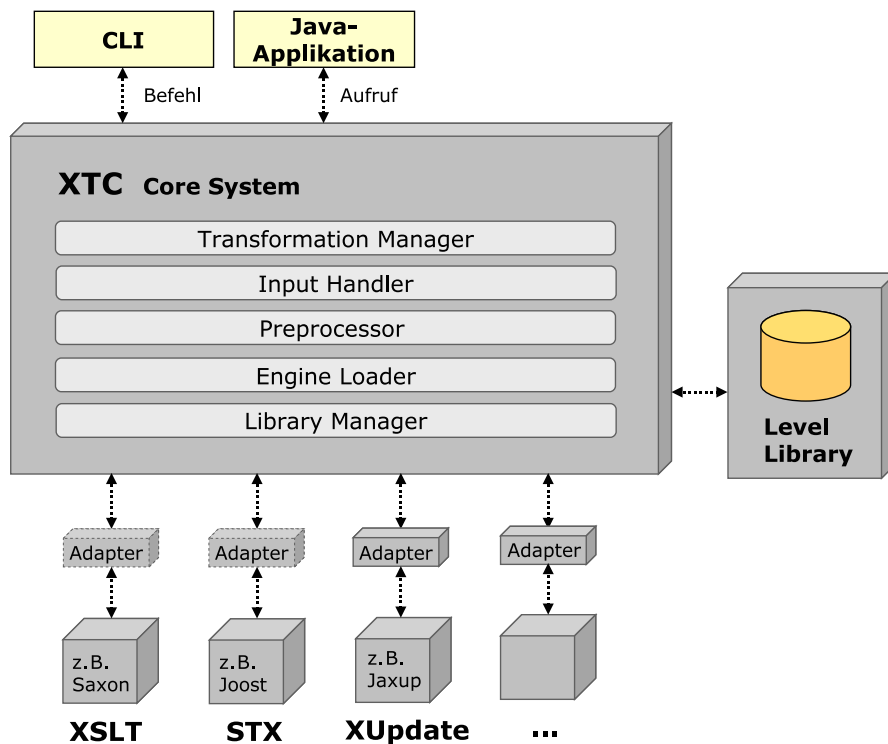 CLI
Java-
Applikation
Befehl
Aufruf
XTC Core System
Transformation Manager
Input Handler
Preprocessor
Engine Loader
Library Manager
Level
Library
Adapter
Adapter
Adapter
Adapter
z.B.
Saxon
z.B.
Joost
z.B.
Jaxup
XSLT
STX
XUpdate
...